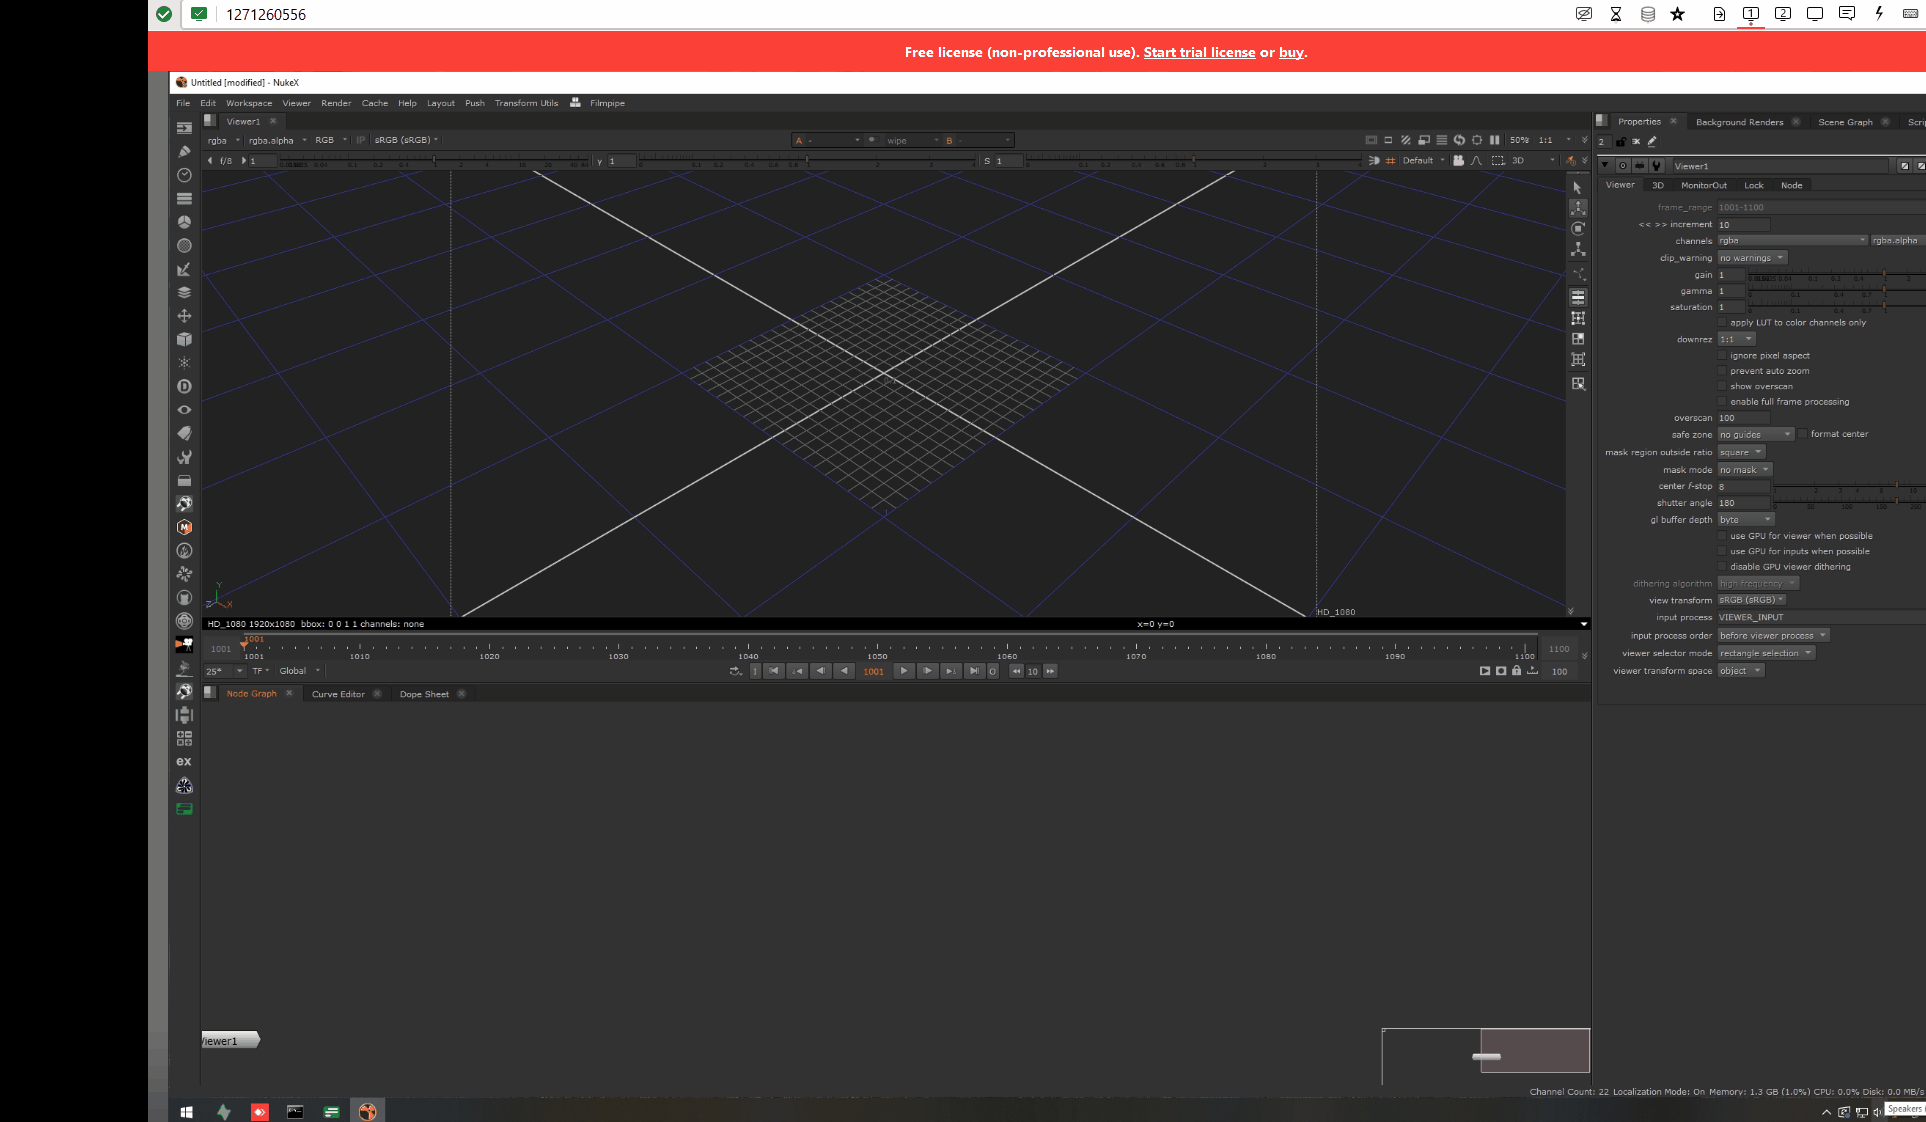 1271260556
Free license (non-professional use). Start trial license or buy.
Untitled [modified] - NukeX
File Edit Workspace Viewer Render Cache Help Layout Push Transform Utils Filmpipe
Viewer1
rgba rgba.alpha RGB IP sRGB (sRGB) A - wipe B - 50% 1:1
f/8 1 Y 1 S 1 Default 3D
HD_1080
HD_1080 1920x1080 bbox: 0 0 1 1 channels: none x=0 y=0
1001 1001 1100
1001 1010 1020 1030 1040 1050 1060 1070 1080 1090 1100
25* TF Global 1001 10 100
Node Graph Curve Editor Dope Sheet
Viewer1
Properties Background Renders Scene Graph
2
Viewer1
Viewer 3D MonitorOut Lock Node
frame_range 1001-1100
<< >> increment 10
channels rgba rgba.alpha
clip_warning no warnings
gain 1
gamma 1
saturation 1
apply LUT to color channels only
downrez 1:1
ignore pixel aspect
prevent auto zoom
show overscan
enable full frame processing
overscan 100
safe zone no guides format center
mask region outside ratio square
mask mode no mask
center f-stop 8
shutter angle 180
gl buffer depth byte
use GPU for viewer when possible
use GPU for inputs when possible
disable GPU viewer dithering
dithering algorithm high frequency
view transform sRGB (sRGB)
input process VIEWER_INPUT
input process order before viewer process
viewer selector mode rectangle selection
viewer transform space object
ex
Channel Count: 22 Localization Mode: On Memory: 1.3 GB (1.0%) CPU: 0.0% Disk: 0.0 MB/s
Speakers